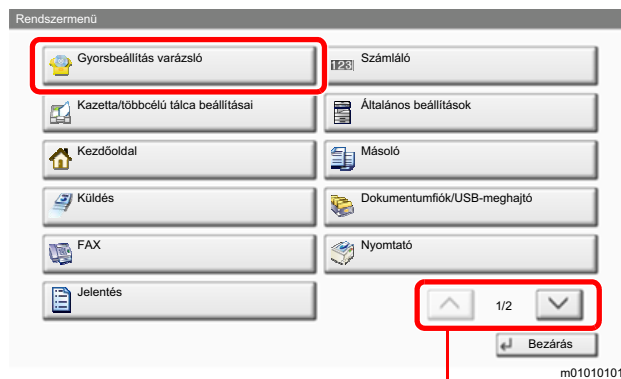 Rendszermenü
Gyorsbeállítás varázsló
123 Számláló
Kazetta/többcélú tálca beállításai
Általános beállítások
Kezdőoldal
Másoló
Küldés
Dokumentumfiók/USB-meghajtó
FAX
Nyomtató
Jelentés
1/2
Bezárás
m01010101